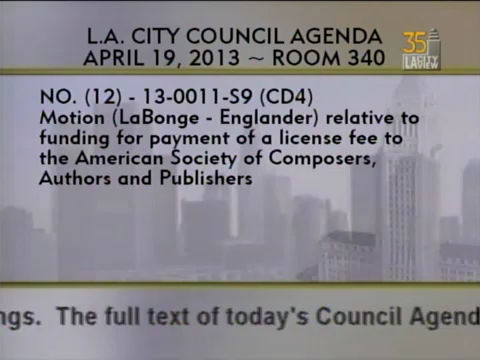 L.A. CITY COUNCIL AGENDA
APRIL 19, 2013 ~ ROOM 340
35
LA CITY
VIEW
NO. (12) - 13-0011-S9 (CD4)
Motion (LaBonge - Englander) relative to
funding for payment of a license fee to
the American Society of Composers,
Authors and Publishers
ngs. The full text of today's Council Agend